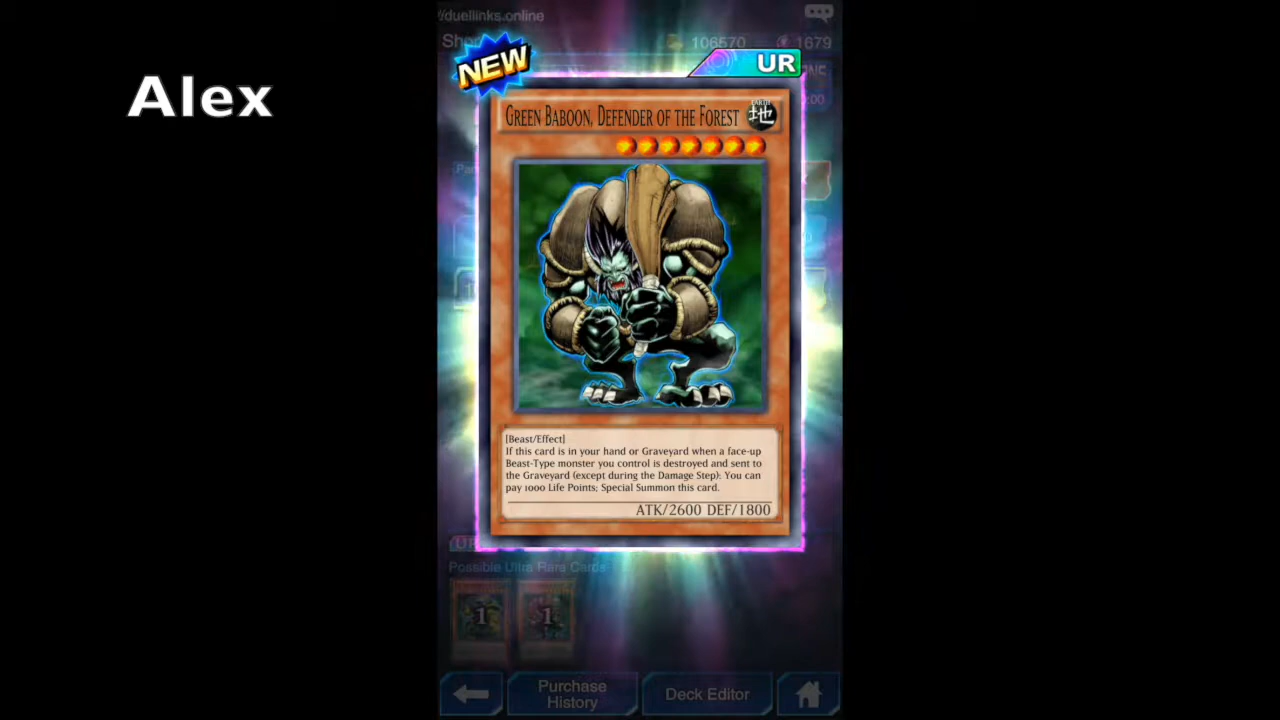 /duellinks.online
Sho
106570
1679
NEW
UR
Alex
GREEN BABOON, DEFENDER OF THE FOREST
EARTH
地
[Beast/Effect]
If this card is in your hand or Graveyard when a face-up
Beast-Type monster you control is destroyed and sent to
the Graveyard (except during the Damage Step): You can
pay 1000 Life Points; Special Summon this card.
ATK/2600 DEF/1800
UR
Possible Ultra Rare Cards
1
1
Purchase
History
Deck Editor